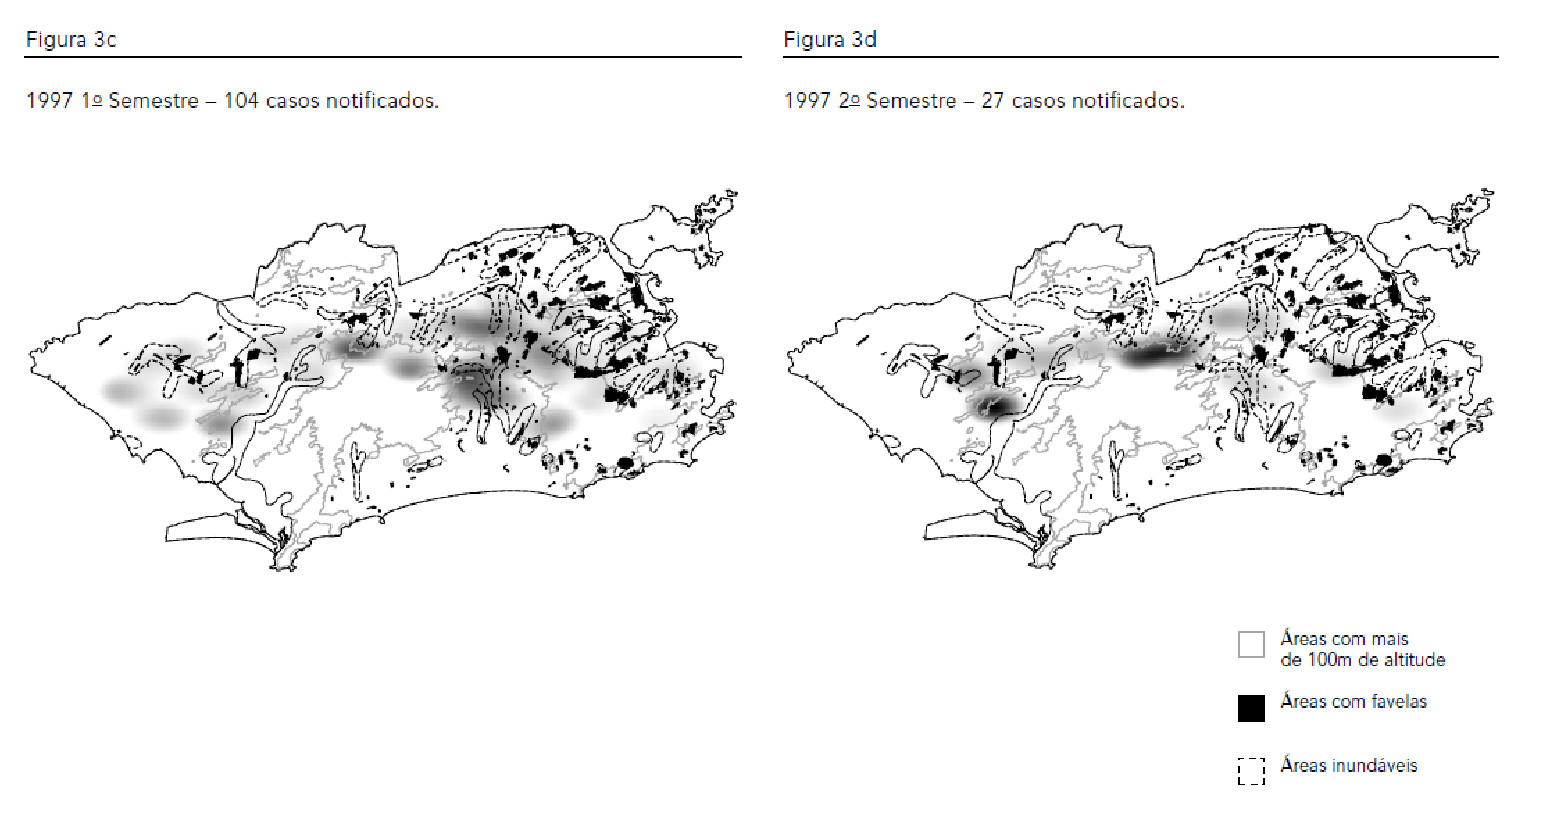 Figura 3c
1997 1º Semestre – 104 casos notificados.
Figura 3d
1997 2º Semestre – 27 casos notificados.
Áreas com mais
de 100m de altitude
Áreas com favelas
Áreas inundáveis